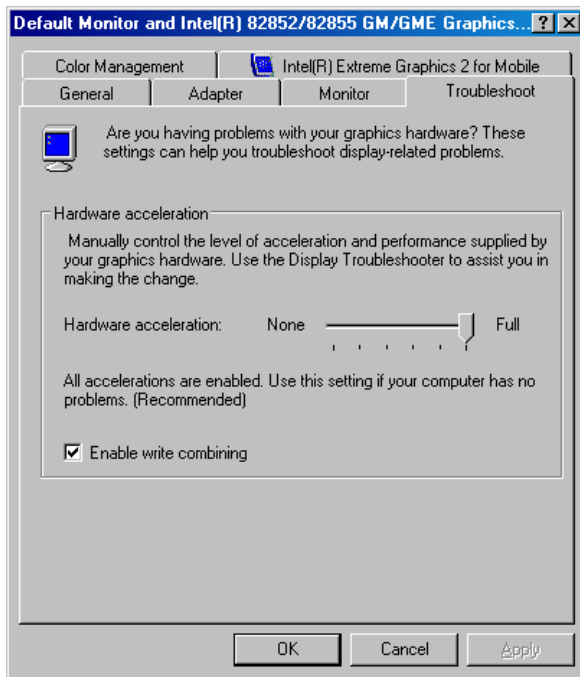 Default Monitor and Intel(R) 82852/82855 GM/GME Graphics...
Color Management
Intel(R) Extreme Graphics 2 for Mobile
General
Adapter
Monitor
Troubleshoot
Are you having problems with your graphics hardware? These
settings can help you troubleshoot display-related problems.
Hardware acceleration
Manually control the level of acceleration and performance supplied by
your graphics hardware. Use the Display Troubleshooter to assist you in
making the change.
Hardware acceleration: None Full
All accelerations are enabled. Use this setting if your computer has no
problems. (Recommended)
Enable write combining
OK
Cancel
Apply